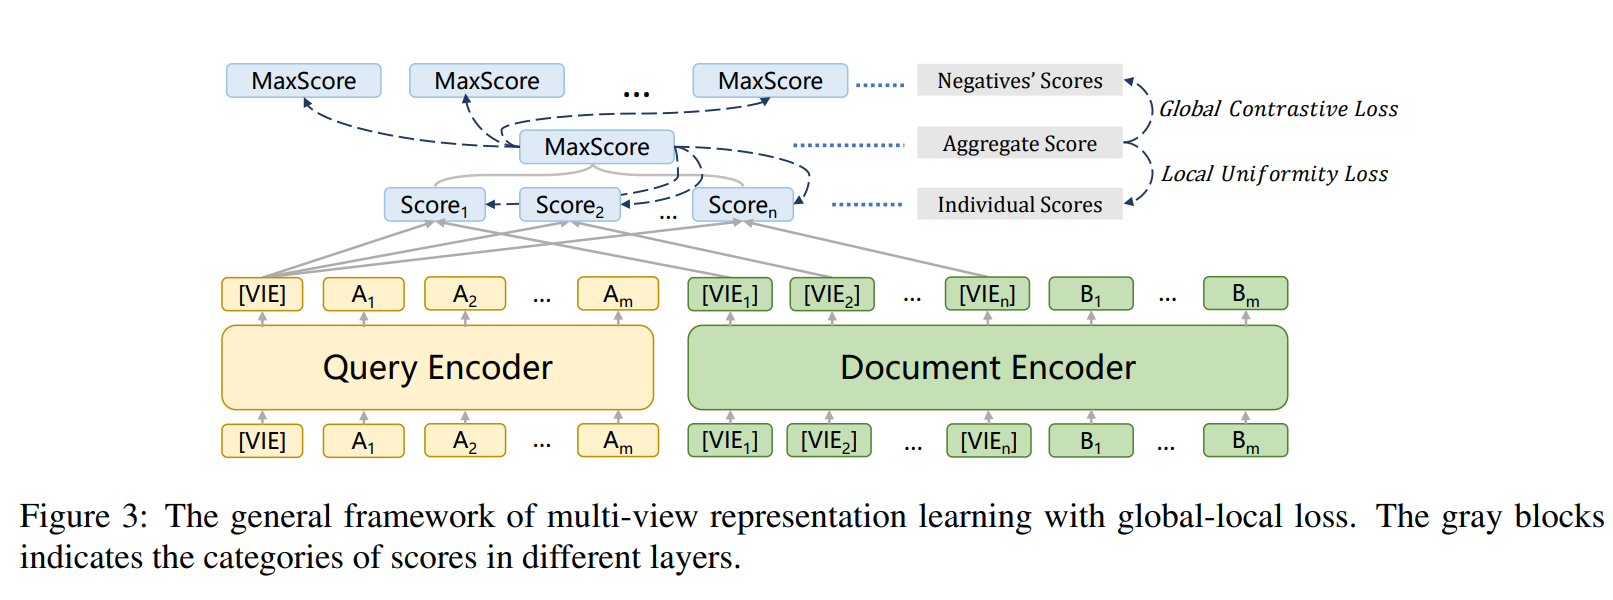 MaxScore MaxScore ... MaxScore Negatives' Scores
Global Contrastive Loss
MaxScore Aggregate Score
Local Uniformity Loss
Score1 Score2 ... Scoren Individual Scores
[VIE] A1 A2 ... Am [VIE1] [VIE2] ... [VIEn] B1 ... Bm
Query Encoder Document Encoder
[VIE] A1 A2 ... Am [VIE1] [VIE2] ... [VIEn] B1 ... Bm
Figure 3: The general framework of multi-view representation learning with global-local loss. The gray blocks
indicates the categories of scores in different layers.